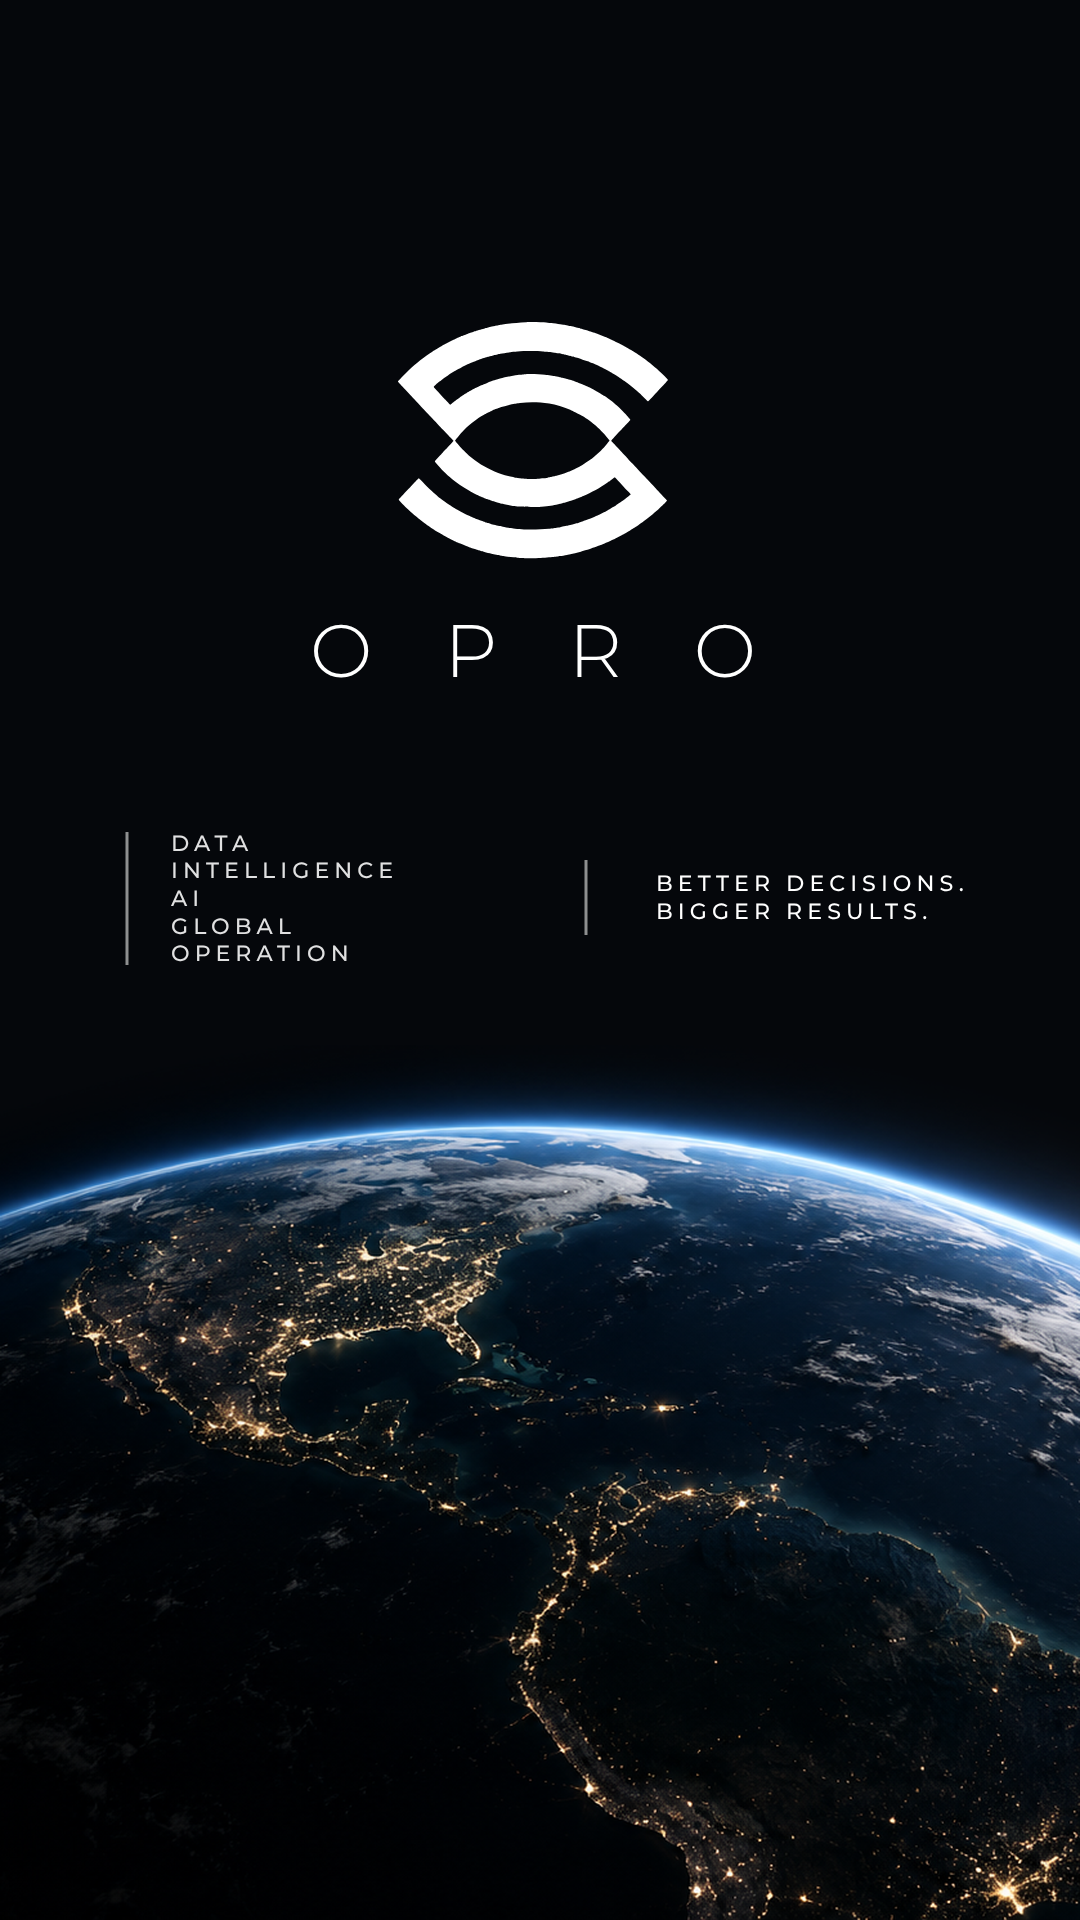 OPRO
DATA
INTELLIGENCE
AI
GLOBAL
OPERATION
BETTER DECISIONS.
BIGGER RESULTS.